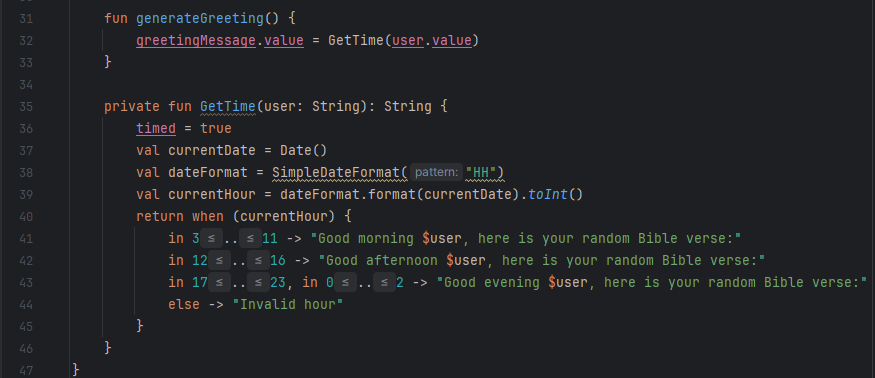 31 fun generateGreeting() {
32 greetingMessage.value = GetTime(user.value)
33 }
34
35 private fun GetTime(user: String): String {
36 timed = true
37 val currentDate = Date()
38 val dateFormat = SimpleDateFormat( pattern: "HH")
39 val currentHour = dateFormat.format(currentDate).toInt()
40 return when (currentHour) {
41 in 3 ≤ .. ≤ 11 -> "Good morning $user, here is your random Bible verse:"
42 in 12 ≤ .. ≤ 16 -> "Good afternoon $user, here is your random Bible verse:"
43 in 17 ≤ .. ≤ 23, in 0 ≤ .. ≤ 2 -> "Good evening $user, here is your random Bible verse:"
44 else -> "Invalid hour"
45 }
46 }
47 }